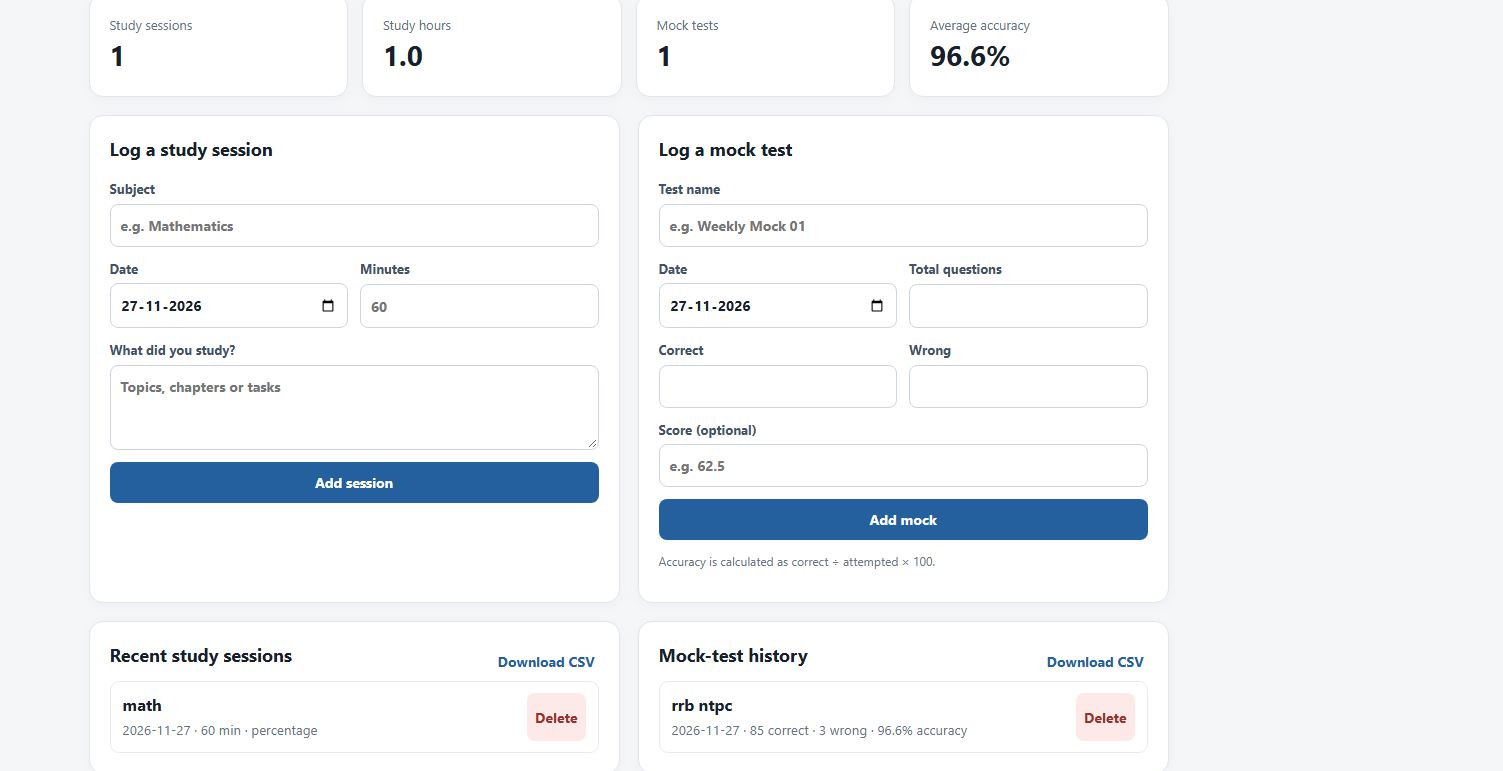 Study sessions
1
Study hours
1.0
Mock tests
1
Average accuracy
96.6%
Log a study session
Subject
e.g. Mathematics
Date
Minutes
27-11-2026
60
What did you study?
Topics, chapters or tasks
Add session
Log a mock test
Test name
e.g. Weekly Mock 01
Date
Total questions
27-11-2026
Correct
Wrong
Score (optional)
e.g. 62.5
Add mock
Accuracy is calculated as correct ÷ attempted × 100.
Recent study sessions
Download CSV
math
2026-11-27 · 60 min · percentage
Delete
Mock-test history
Download CSV
rrb ntpc
2026-11-27 · 85 correct · 3 wrong · 96.6% accuracy
Delete